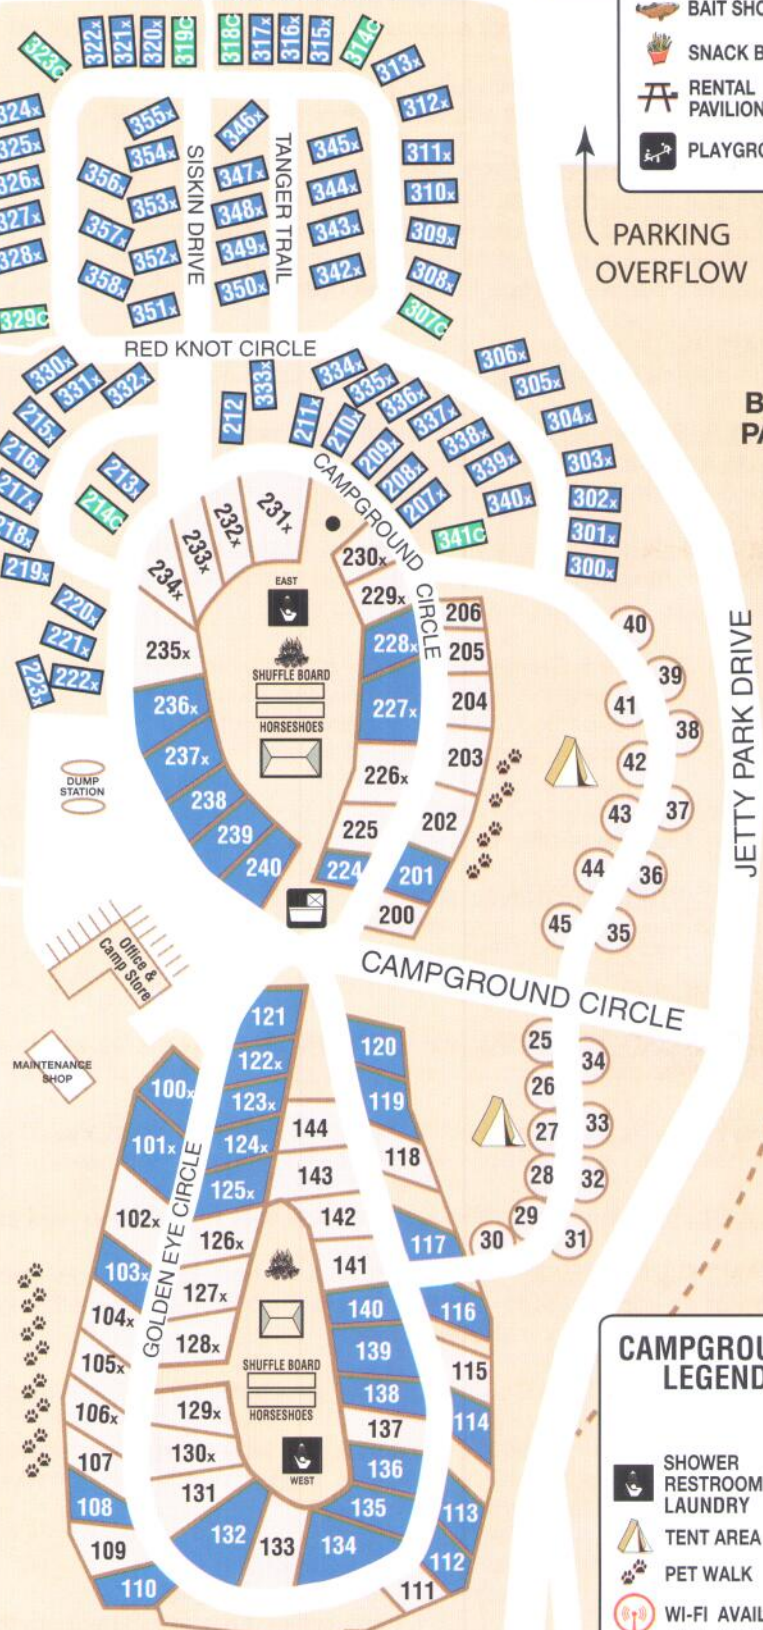 BAIT SHO
SNACK B
RENTAL
PAVILION
PLAYGRO
323C
322x
321x
320x
319C
318C
317x
316x
315x
314C
313x
324x
325x
326x
327x
328x
329C
312x
311x
310x
309x
308x
307C
355x
354x
356x
353x
357x
352x
358x
351x
346x
347x
348x
349x
350x
345x
344x
343x
342x
SISKIN DRIVE
TANGER TRAIL
PARKING
OVERFLOW
RED KNOT CIRCLE
330x
331x
332x
333x
334x
335x
336x
337x
338x
339x
340x
341C
306x
305x
304x
303x
302x
301x
300x
215x
216x
217x
218x
219x
220x
221x
222x
223x
213x
214C
212
211x
210x
209x
208x
207x
B
PA
CAMPGROUND CIRCLE
231x
232x
233x
234x
235x
236x
237x
238
239
240
230x
229x
228x
227x
226x
225
224
206
205
204
203
202
201
200
EAST
SHUFFLE BOARD
HORSESHOES
DUMP
STATION
40
39
41
38
42
43
37
44
36
45
35
JETTY PARK DRIVE
Office &
Camp Store
CAMPGROUND CIRCLE
MAINTENANCE
SHOP
121
122x
123x
124x
125x
126x
127x
128x
129x
130x
131
132
133
134
135
136
137
138
139
140
141
142
143
144
120
119
118
117
116
115
114
113
112
111
100x
101x
102x
103x
104x
105x
106x
107
108
109
110
GOLDEN EYE CIRCLE
SHUFFLE BOARD
HORSESHOES
WEST
25
34
26
27
33
28
32
29
30
31
CAMPGROU
LEGEND
SHOWER
RESTROOM
LAUNDRY
TENT AREA
PET WALK
WI-FI AVAIL